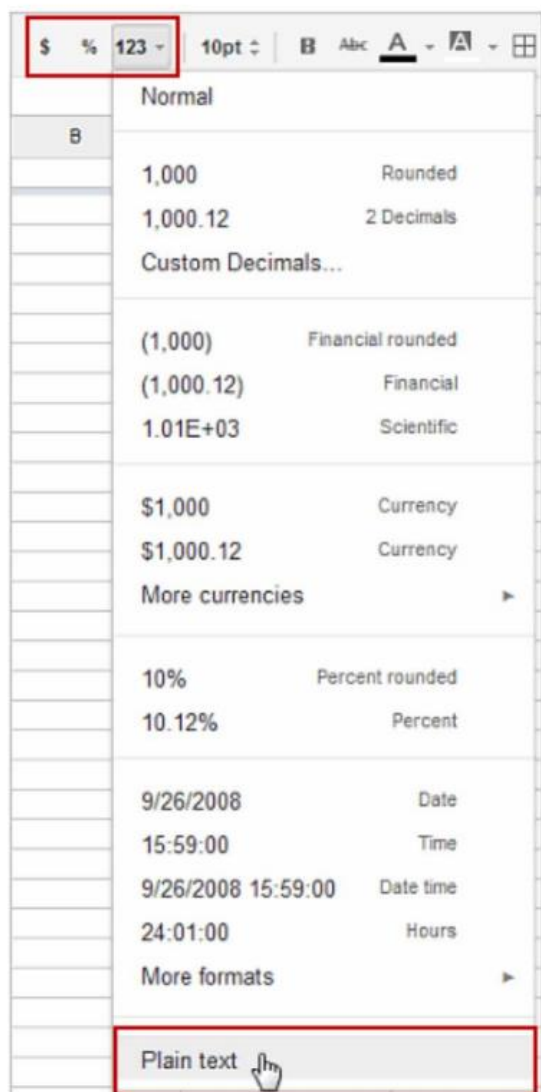 $ % 123 10pt B Abc A A
B
Normal
1,000 Rounded
1,000.12 2 Decimals
Custom Decimals...
(1,000) Financial rounded
(1,000.12) Financial
1.01E+03 Scientific
$1,000 Currency
$1,000.12 Currency
More currencies
10% Percent rounded
10.12% Percent
9/26/2008 Date
15:59:00 Time
9/26/2008 15:59:00 Date time
24:01:00 Hours
More formats
Plain text